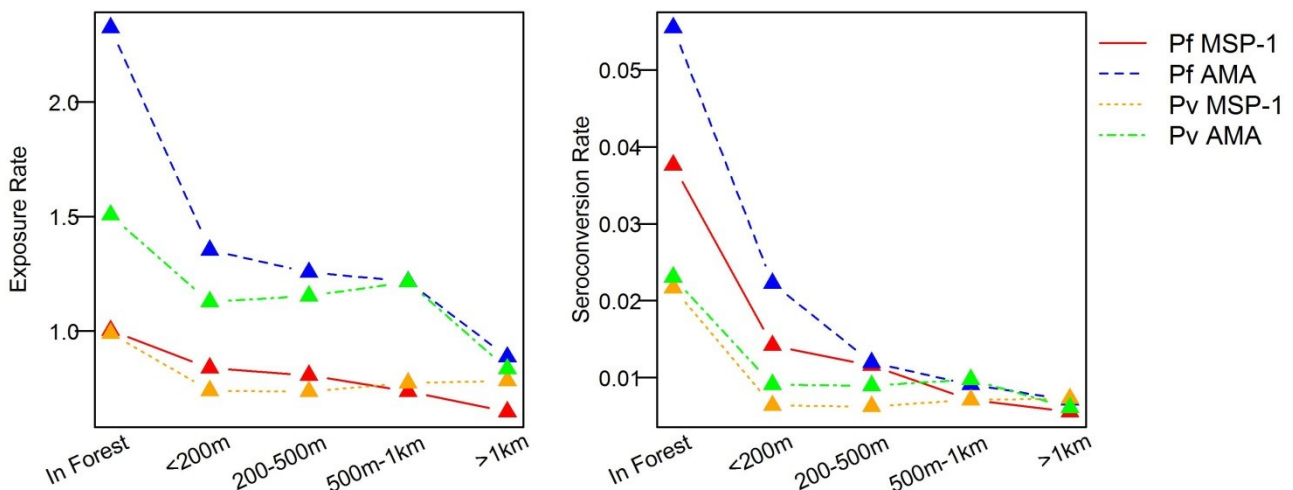 Exposure Rate
2.0
1.5
1.0
In Forest
<200m
200-500m
500m-1km
>1km
Seroconversion Rate
0.05
0.04
0.03
0.02
0.01
In Forest
<200m
200-500m
500m-1km
>1km
Pf MSP-1
Pf AMA
Pv MSP-1
Pv AMA